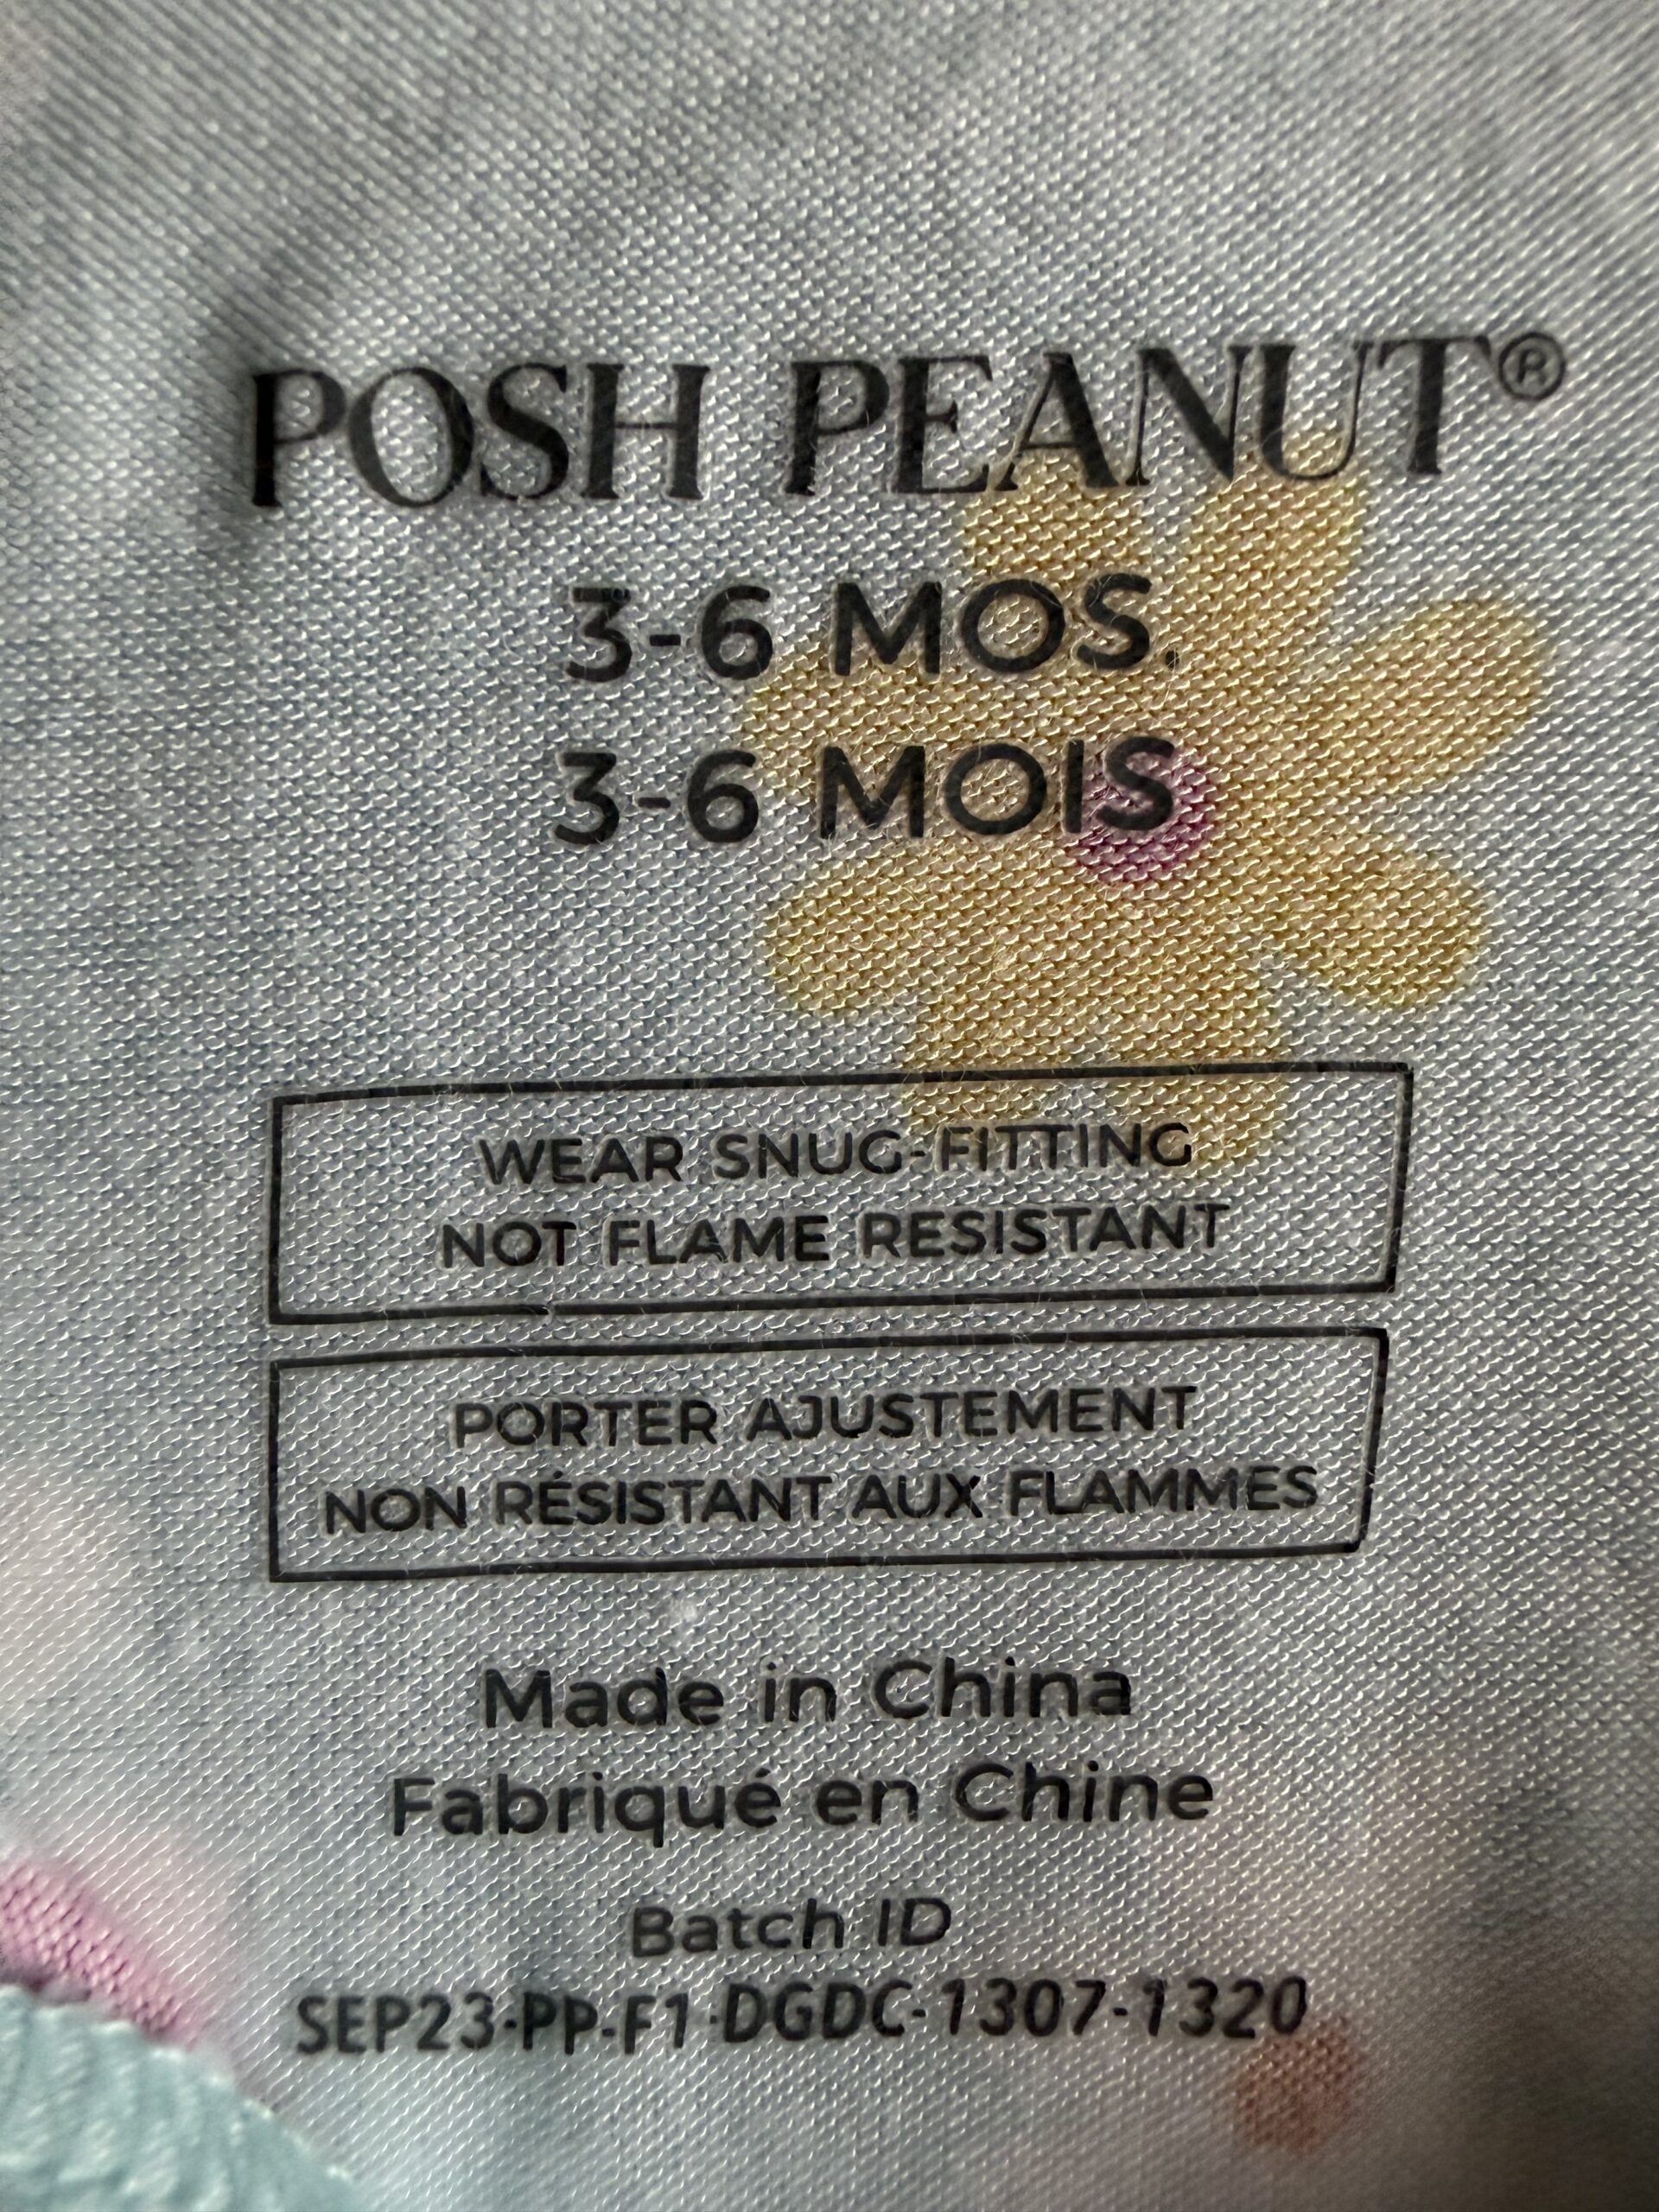 POSH PEANUT®
3-6 MOS.
3-6 MOIS
WEAR SNUG-FITTING
NOT FLAME RESISTANT
PORTER AJUSTEMENT
NON RÉSISTANT AUX FLAMMES
Made in China
Fabriqué en Chine
Batch ID
SEP23-PP-F1-DGDC-1307-1320